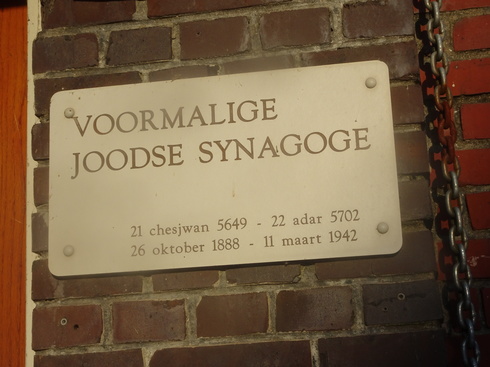 VOORMALIGE
JOODSE SYNAGOGE
21 chesjwan 5649 - 22 adar 5702
26 oktober 1888 - 11 maart 1942